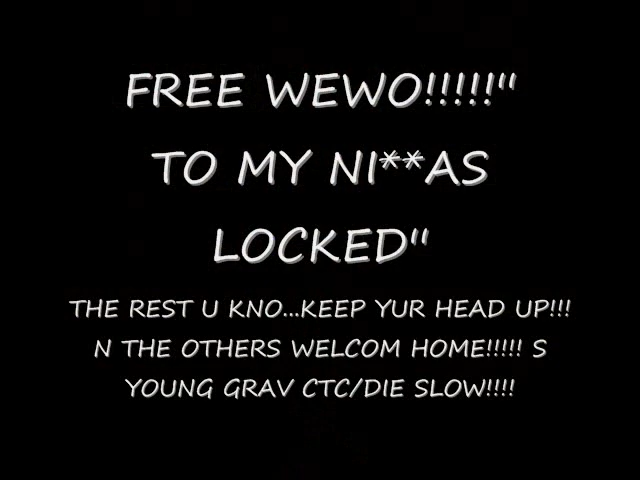 FREE WEWO!!!!!"
TO MY NI**AS
LOCKED"
THE REST U KNO...KEEP YUR HEAD UP!!!
N THE OTHERS WELCOM HOME!!!!! S
YOUNG GRAV CTC/DIE SLOW!!!!